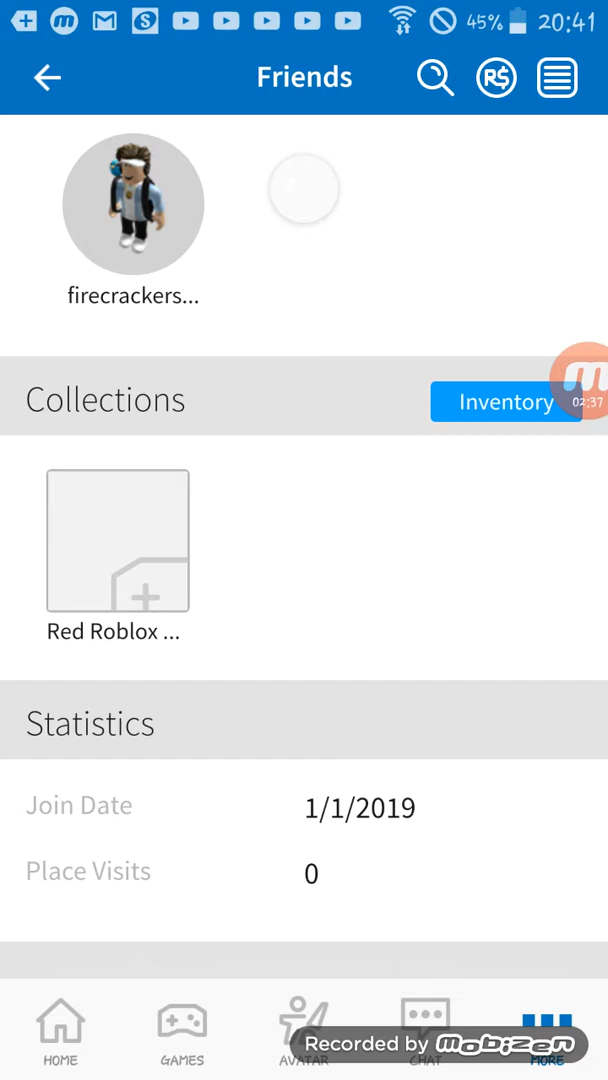 45% 20:41
Friends
R$
firecrackers...
Collections
Inventory
02:37
Red Roblox ...
Statistics
Join Date 1/1/2019
Place Visits 0
HOME GAMES AVATAR CHAT MORE
Recorded by mobizen